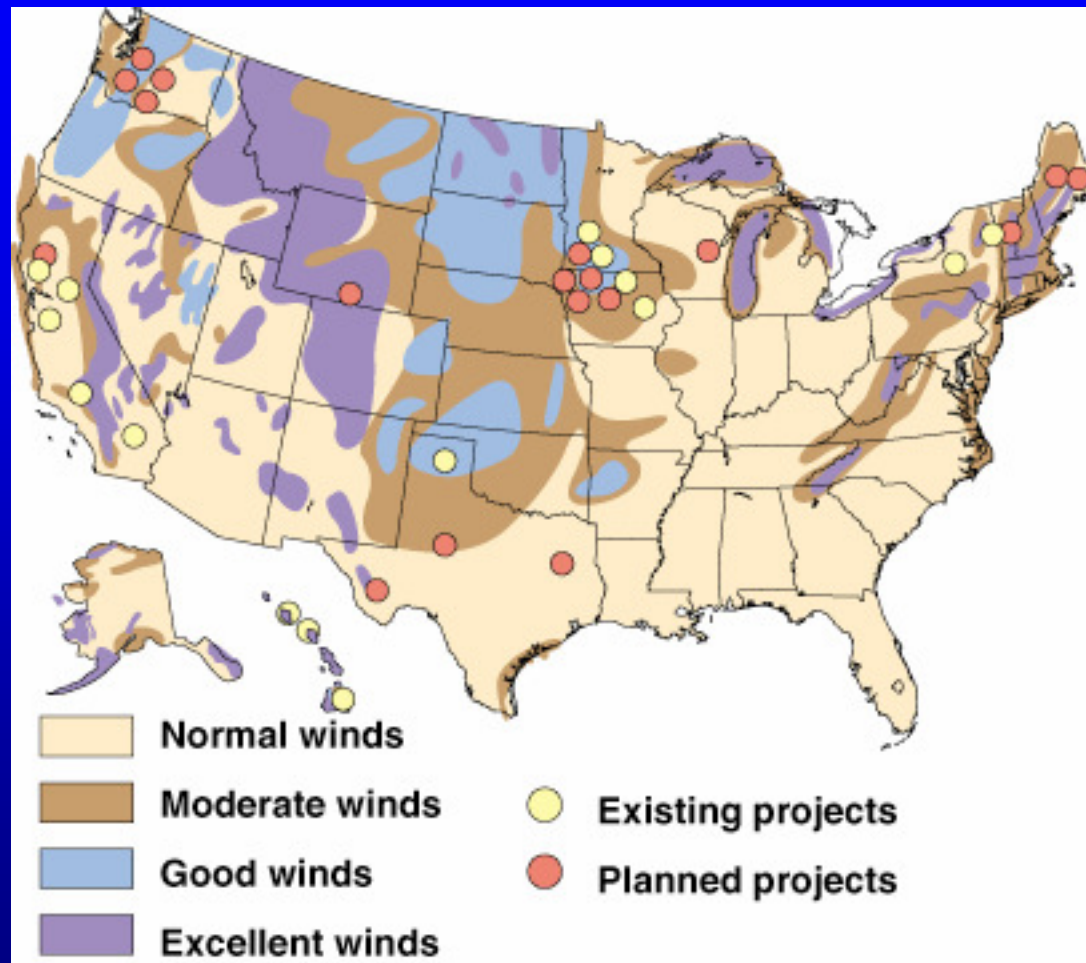 Normal winds
Moderate winds
Good winds
Excellent winds
Existing projects
Planned projects